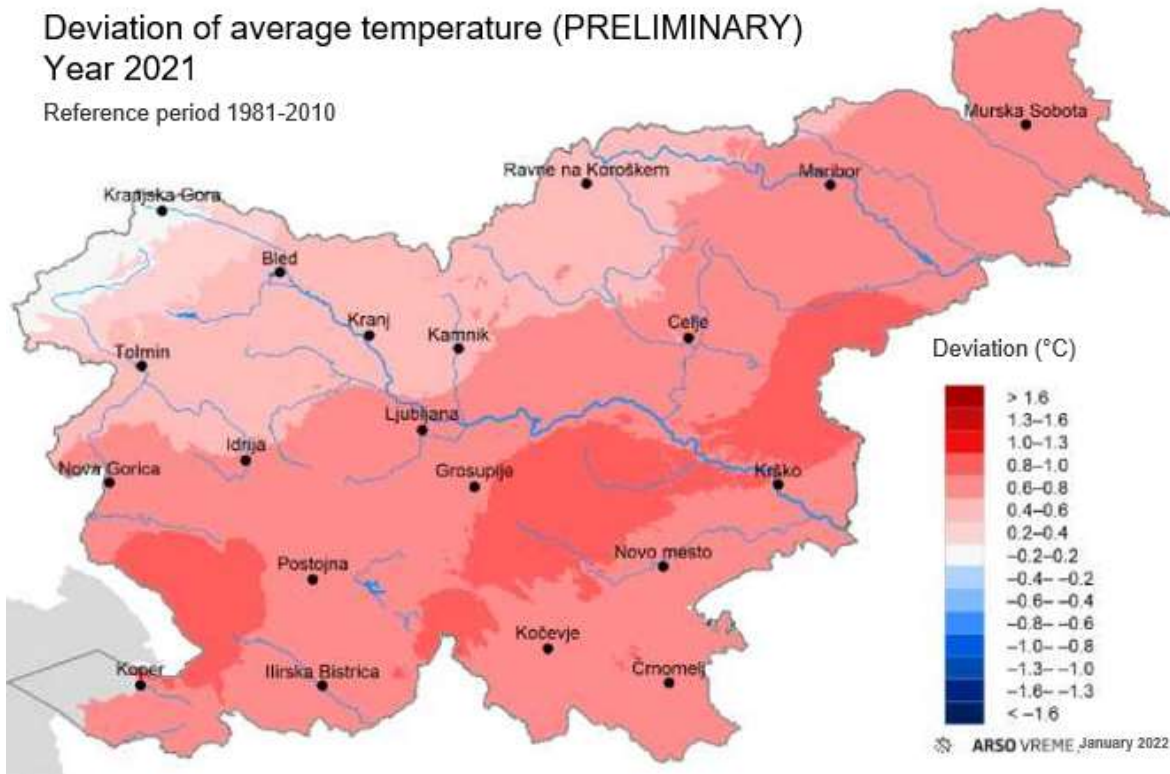 Deviation of average temperature (PRELIMINARY)
Year 2021
Reference period 1981-2010
Murska Sobota
Ravne na Koroškem
Maribor
Kranjska Gora
Bled
Kranj
Kamnik
Celje
Tolmin
Ljubljana
Idrija
Nova Gorica
Grosuplje
Krško
Postojna
Novo mesto
Kočevje
Koper
Ilirska Bistrica
Črnomelj
Deviation (°C)
> 1.6
1.3–1.6
1.0–1.3
0.8–1.0
0.6–0.8
0.4–0.6
0.2–0.4
–0.2–0.2
–0.4– –0.2
–0.6– –0.4
–0.8– –0.6
–1.0– –0.8
–1.3– –1.0
–1.6– –1.3
< –1.6
ARSO VREME, January 2022